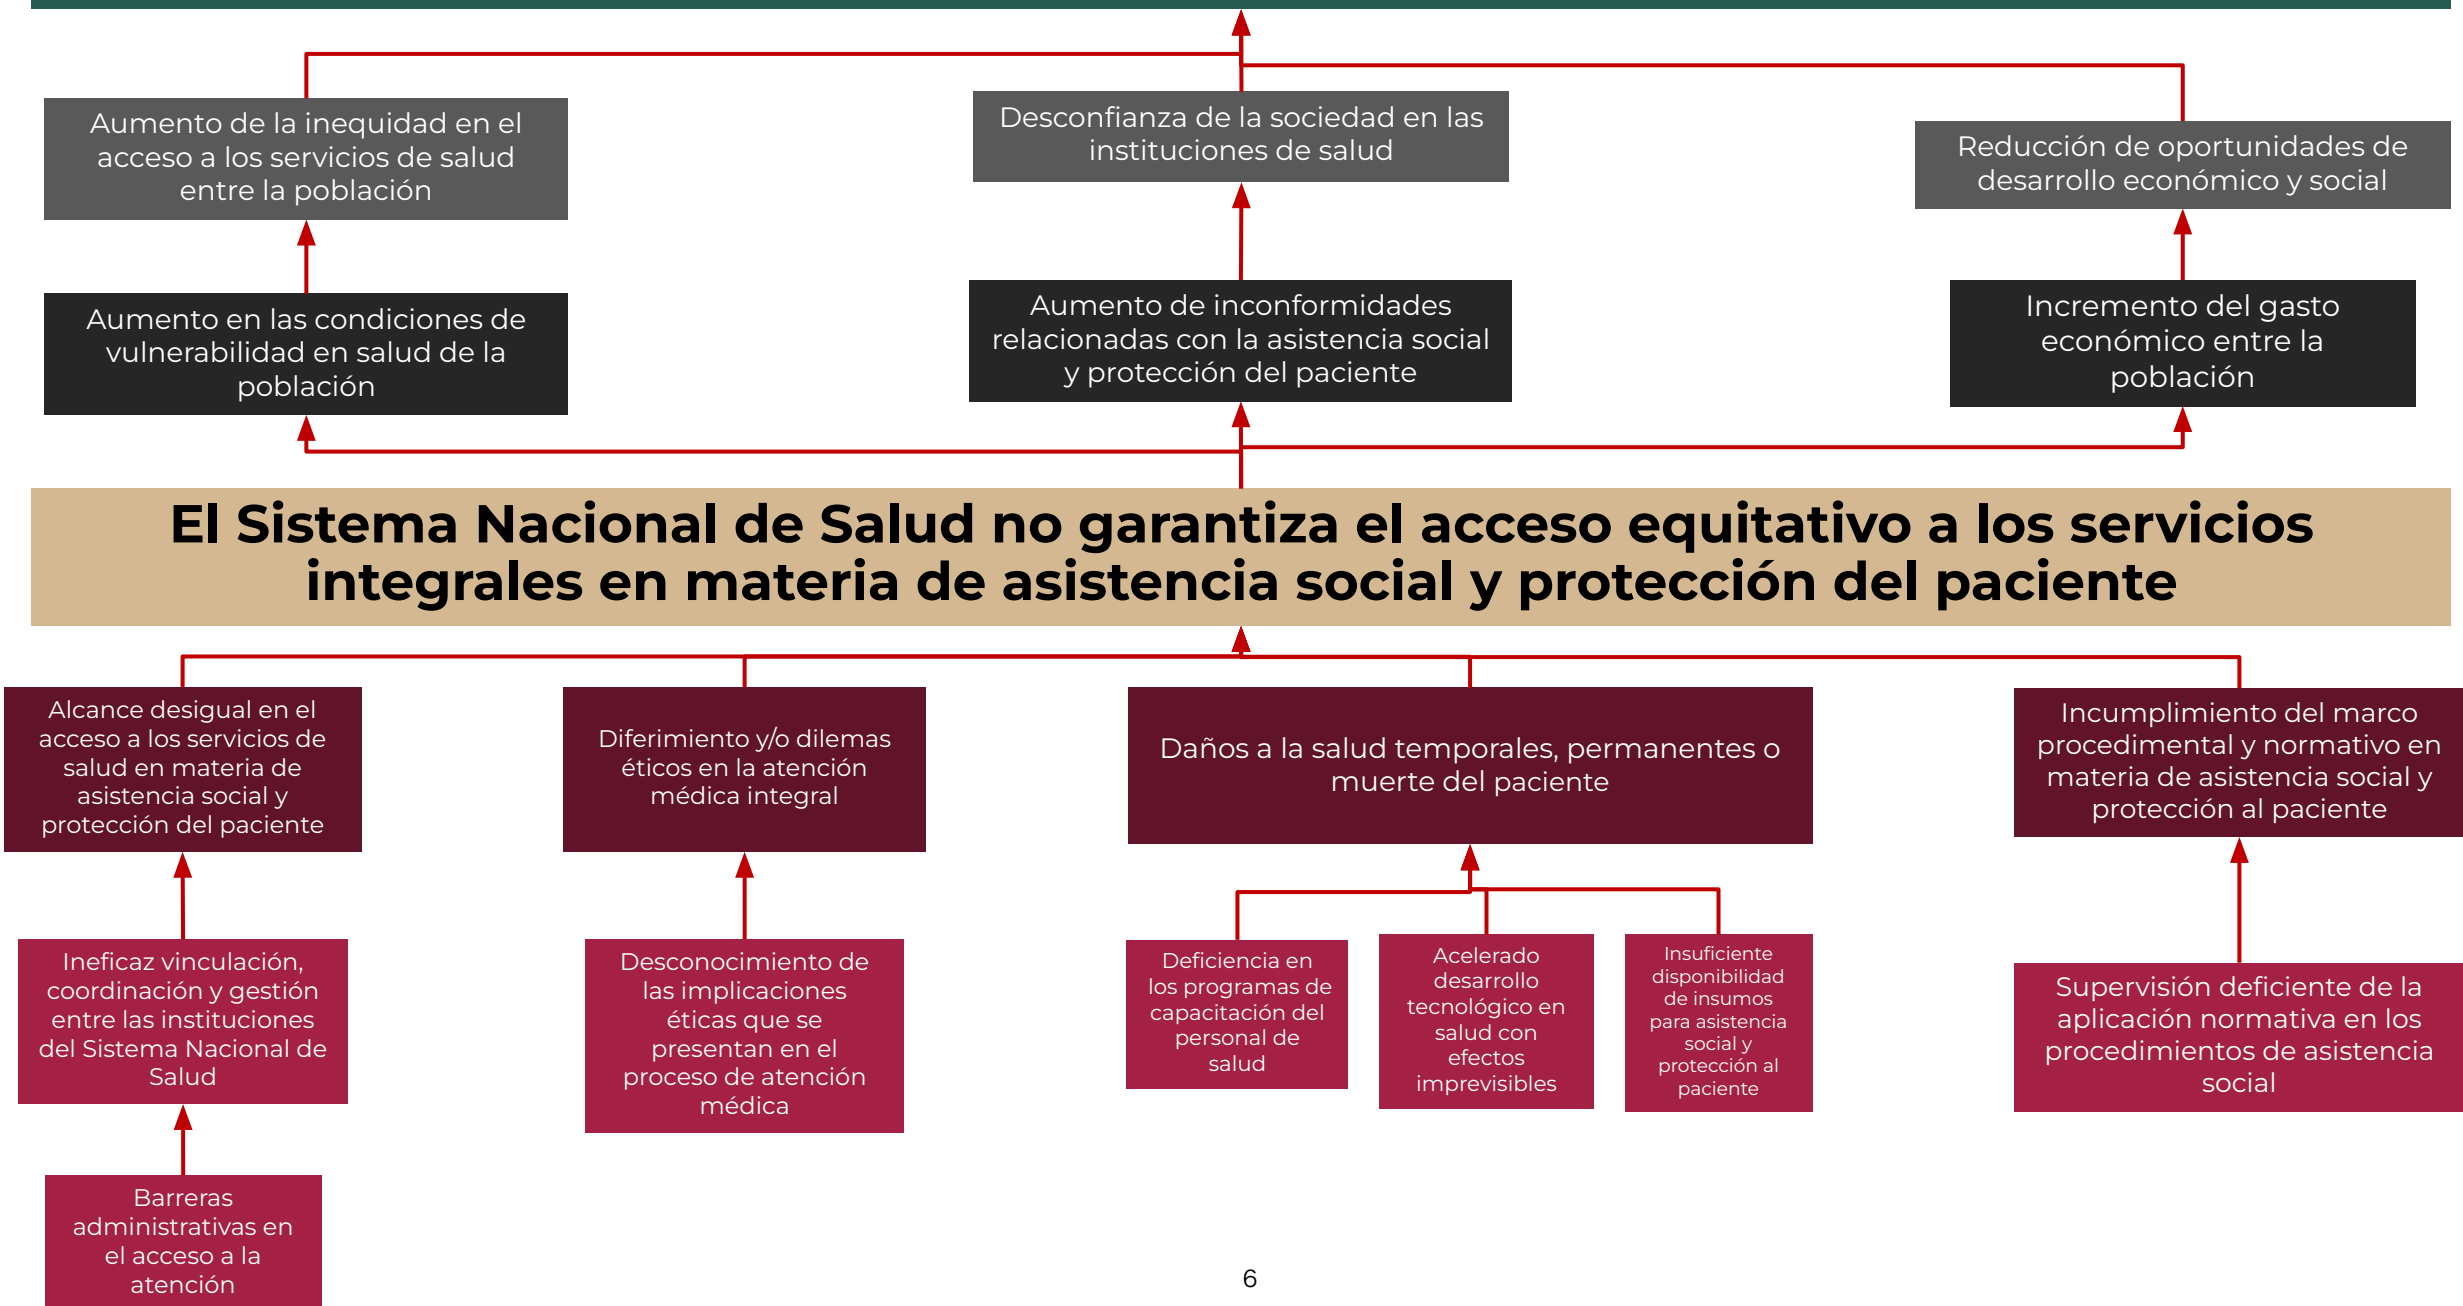 Aumento de la inequidad en el
acceso a los servicios de salud
entre la población
Desconfianza de la sociedad en las
instituciones de salud
Reducción de oportunidades de
desarrollo económico y social
Aumento en las condiciones de
vulnerabilidad en salud de la
población
Aumento de inconformidades
relacionadas con la asistencia social
y protección del paciente
Incremento del gasto
económico entre la
población
El Sistema Nacional de Salud no garantiza el acceso equitativo a los servicios
integrales en materia de asistencia social y protección del paciente
Alcance desigual en el
acceso a los servicios de
salud en materia de
asistencia social y
protección del paciente
Diferimiento y/o dilemas
éticos en la atención
médica integral
Daños a la salud temporales, permanentes o
muerte del paciente
Incumplimiento del marco
procedimental y normativo en
materia de asistencia social y
protección al paciente
Ineficaz vinculación,
coordinación y gestión
entre las instituciones
del Sistema Nacional de
Salud
Desconocimiento de
las implicaciones
éticas que se
presentan en el
proceso de atención
médica
Deficiencia en
los programas de
capacitación del
personal de
salud
Acelerado
desarrollo
tecnológico en
salud con
efectos
imprevisibles
Insuficiente
disponibilidad
de insumos
para asistencia
social y
protección al
paciente
Supervisión deficiente de la
aplicación normativa en los
procedimientos de asistencia
social
Barreras
administrativas en
el acceso a la
atención
6